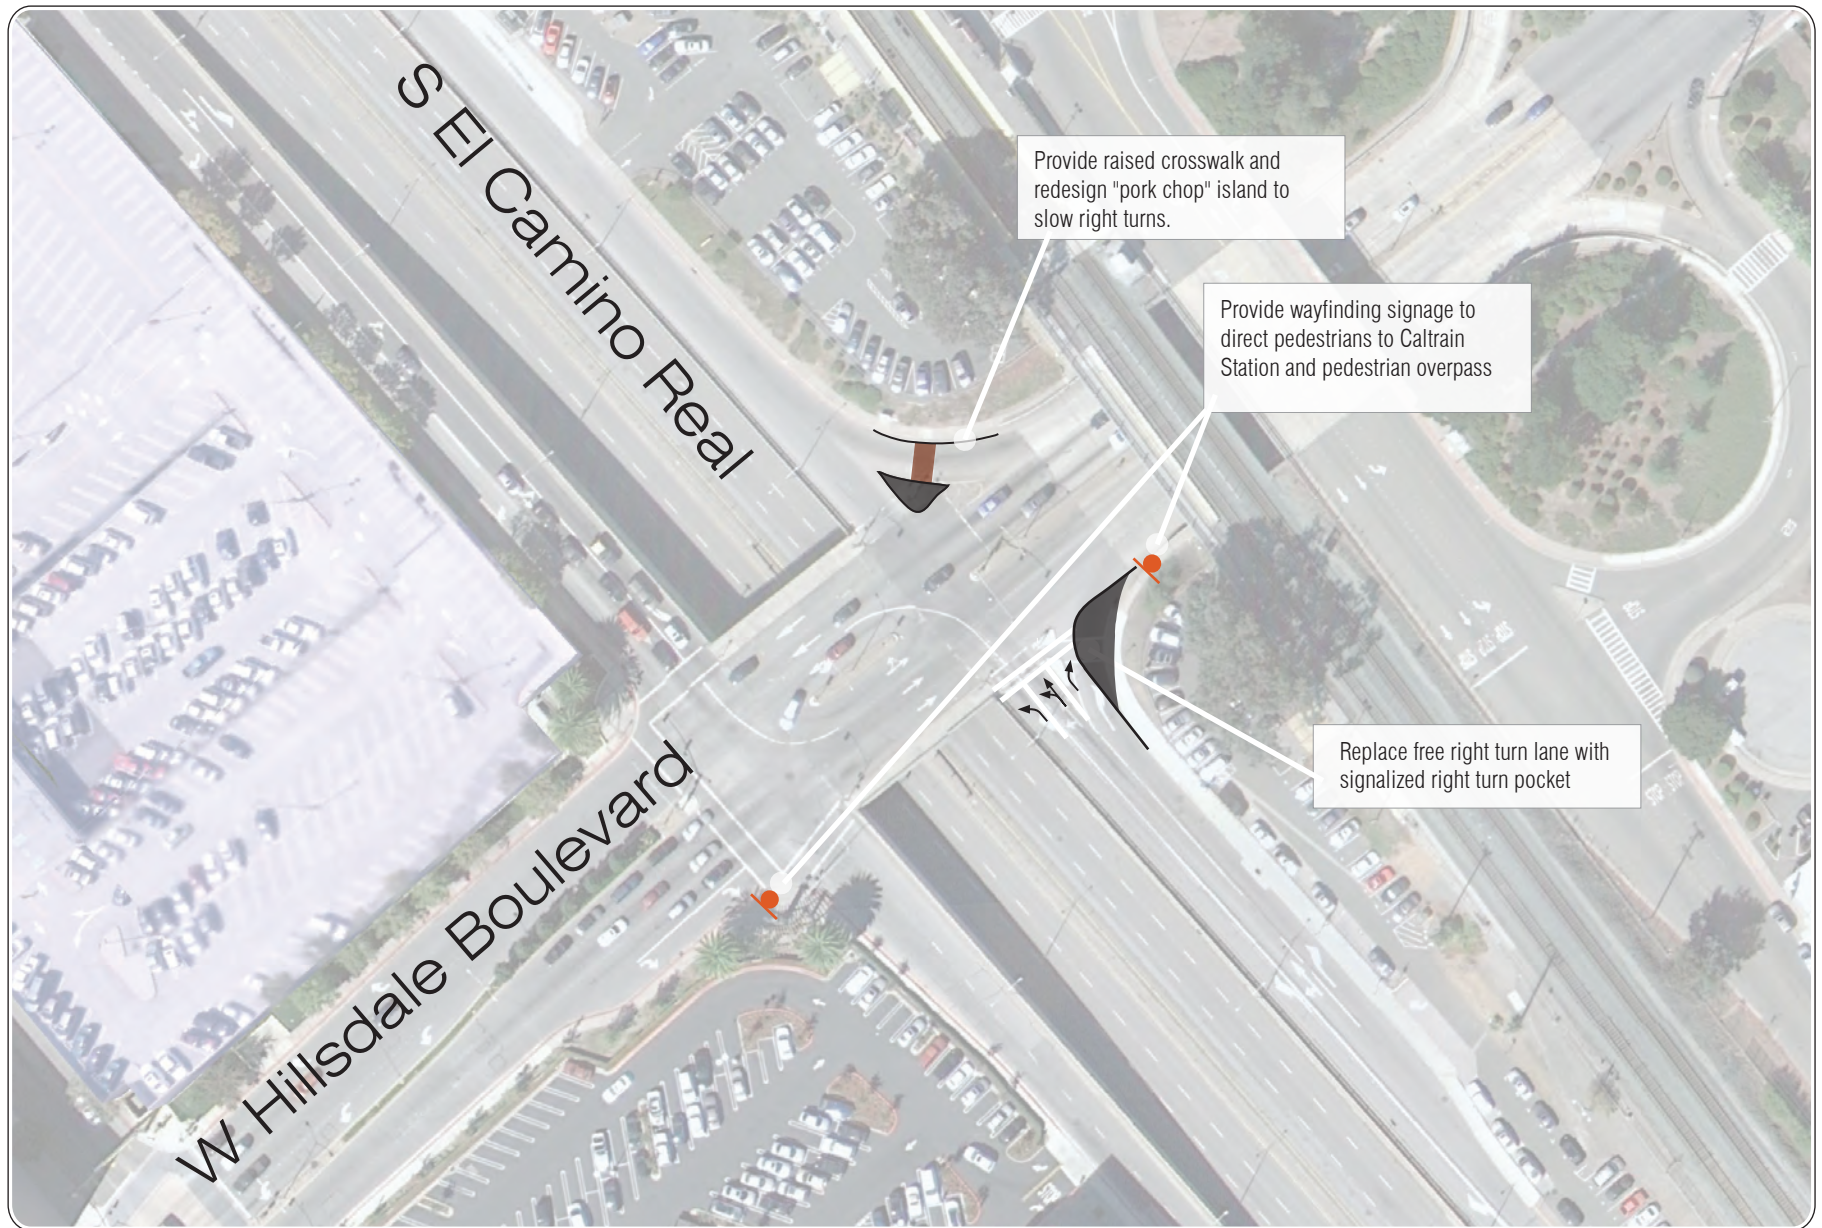 S El Camino Real
Provide raised crosswalk and
redesign "pork chop" island to
slow right turns.
Provide wayfinding signage to
direct pedestrians to Caltrain
Station and pedestrian overpass
Replace free right turn lane with
signalized right turn pocket
W Hillsdale Boulevard